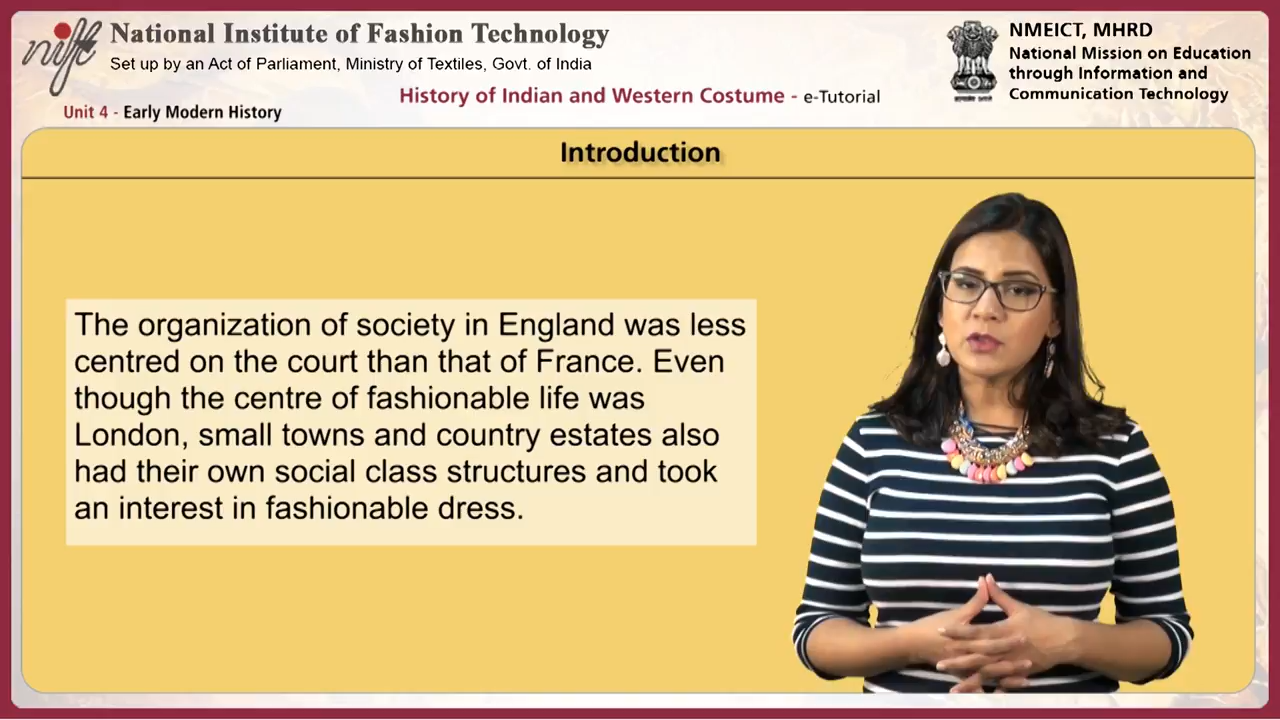 nift
National Institute of Fashion Technology
Set up by an Act of Parliament, Ministry of Textiles, Govt. of India
NMEICT, MHRD
National Mission on Education
through Information and
Communication Technology
History of Indian and Western Costume - e-Tutorial
Unit 4 - Early Modern History
Introduction
The organization of society in England was less
centred on the court than that of France. Even
though the centre of fashionable life was
London, small towns and country estates also
had their own social class structures and took
an interest in fashionable dress.